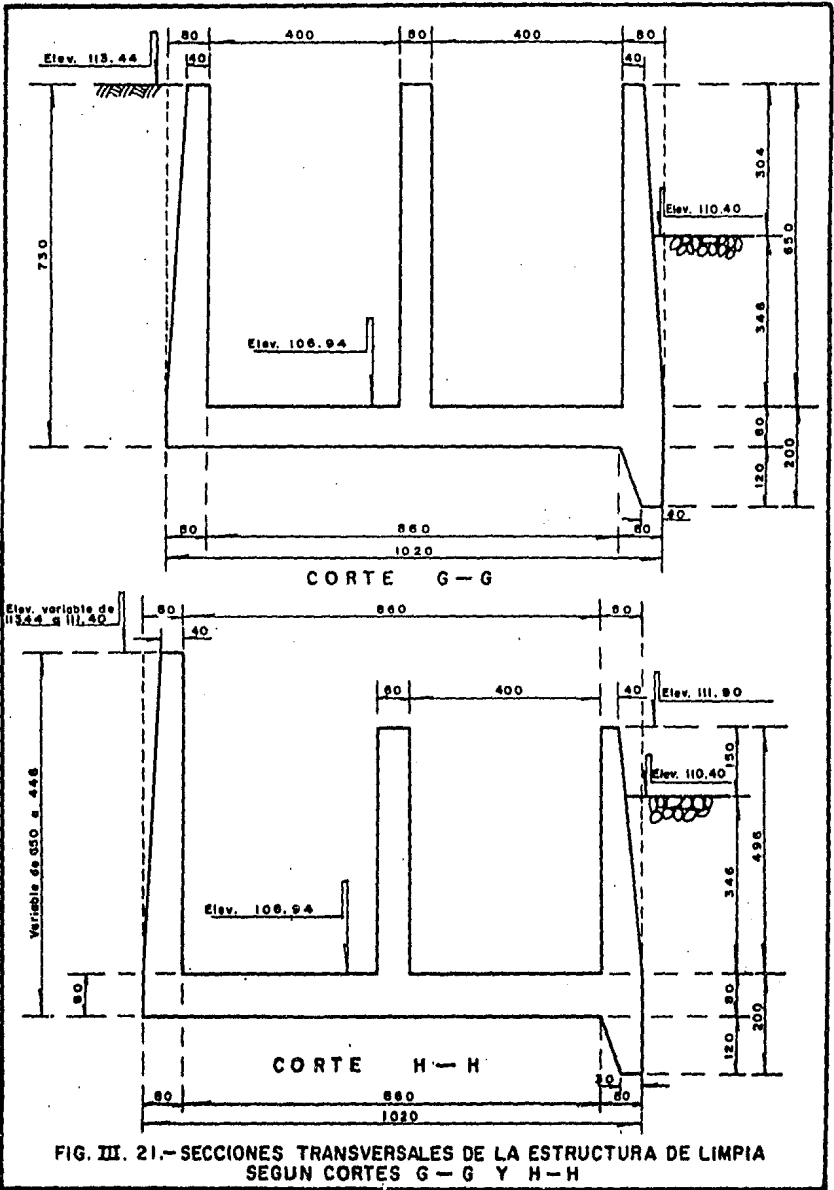 80 400 60 400 80
Elev. 113.44
40 40
304
Elev. 110.40
650
730
346
Elev. 106.94
80
200
120
40
80 860 80
1020
CORTE G-G
Elev. variable de
113.44 a 111.40
80 860 80
40
60 400 40
Elev. 111.90
150
Elev. 110.40
Variable de 650 a 446
496
346
Elev. 106.94
80
80
200
120
CORTE H-H
80 860 80
1020
FIG. III. 21.-SECCIONES TRANSVERSALES DE LA ESTRUCTURA DE LIMPIA
SEGUN CORTES G-G Y H-H